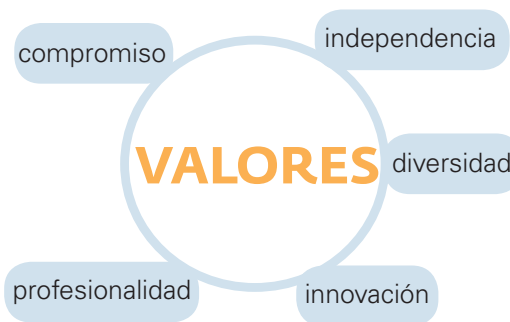 independencia
compromiso
VALORES
diversidad
profesionalidad
innovación